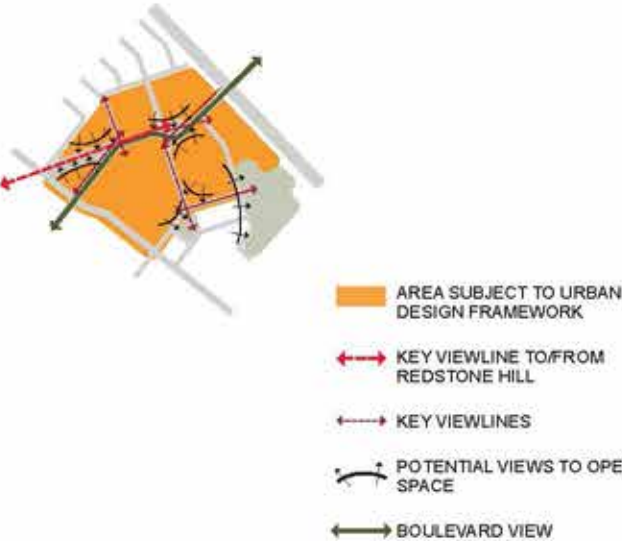 AREA SUBJECT TO URBAN
DESIGN FRAMEWORK
KEY VIEWLINE TO/FROM
REDSTONE HILL
KEY VIEWLINES
POTENTIAL VIEWS TO OPE
SPACE
BOULEVARD VIEW